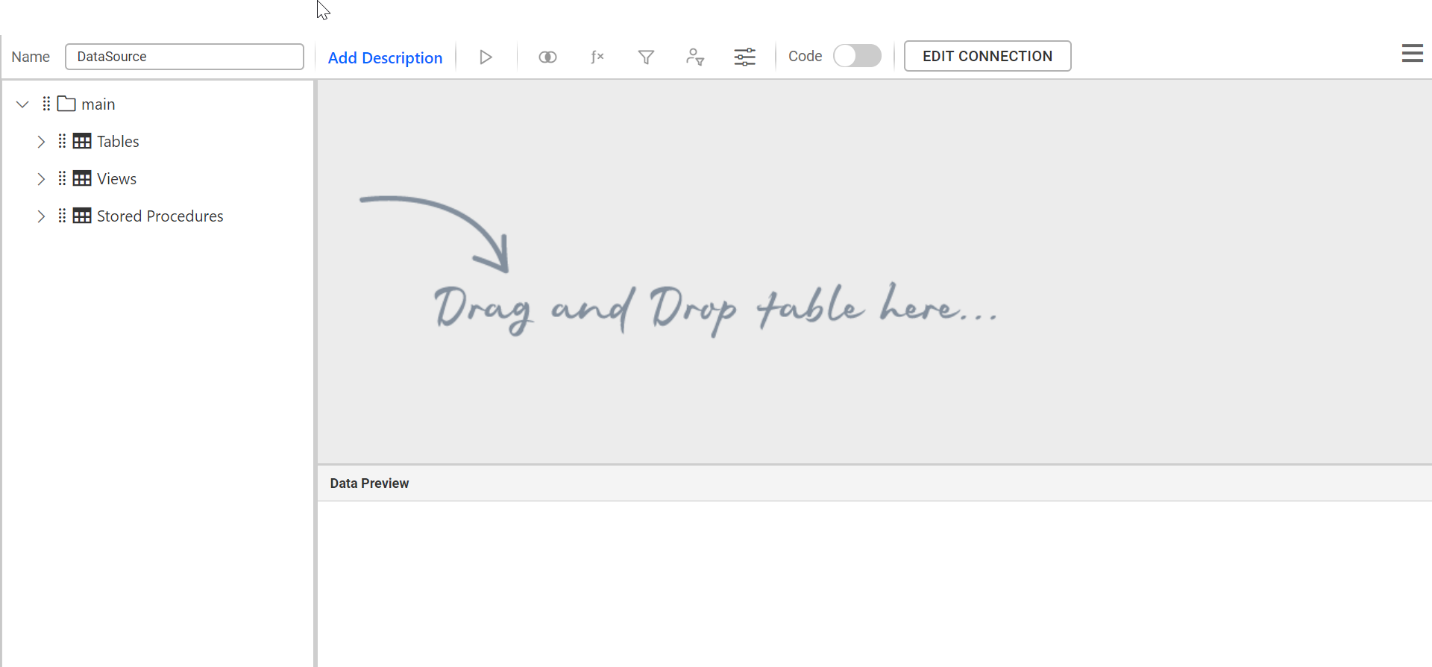 Name DataSource Add Description ƒx Code EDIT CONNECTION
main
Tables
Views
Stored Procedures
Drag and Drop table here...
Data Preview